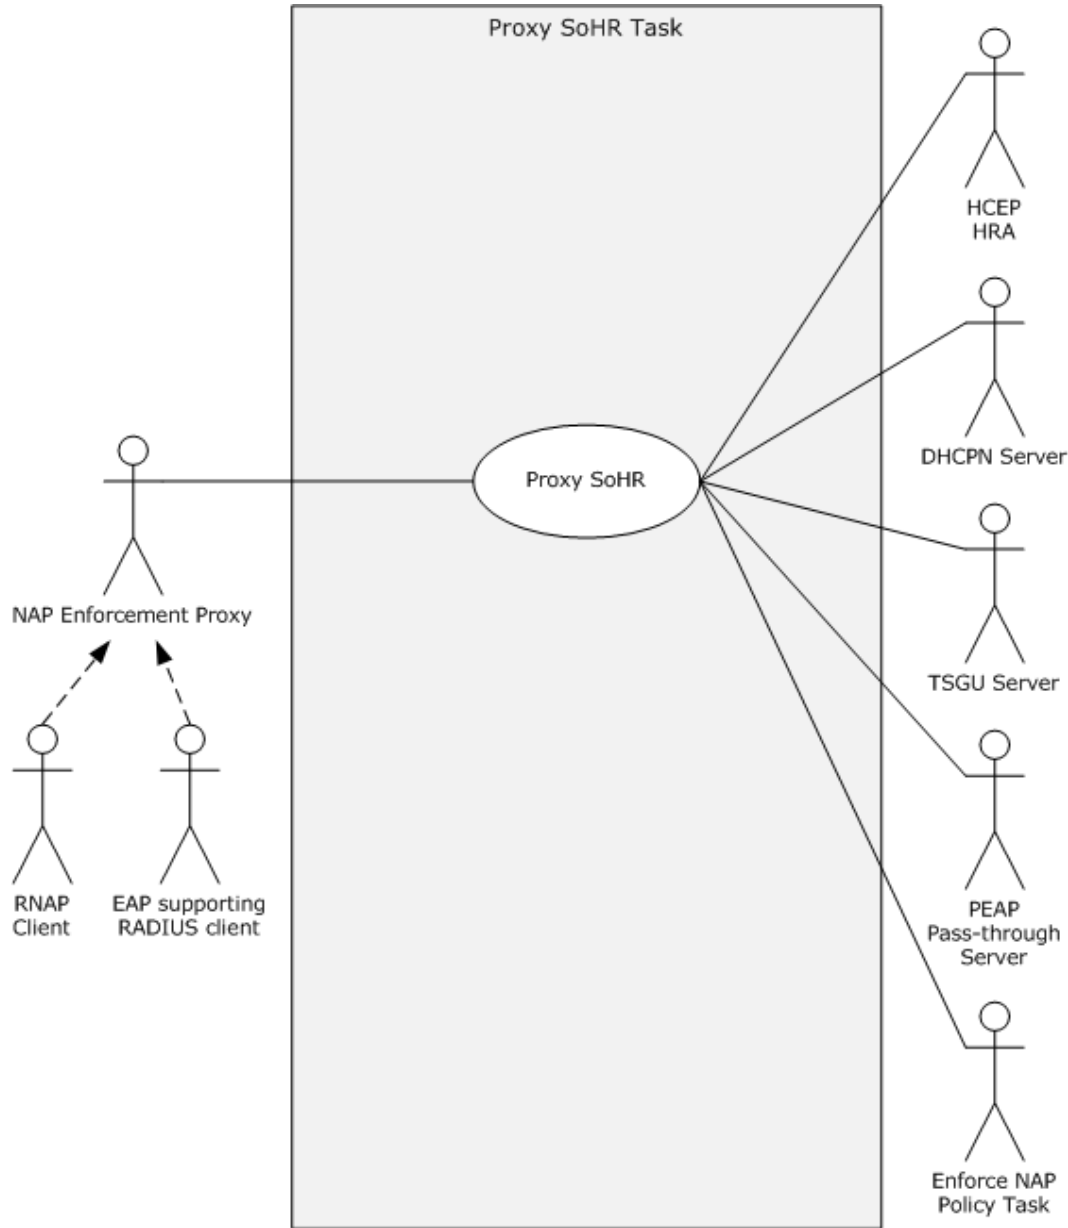 Proxy SoHR Task
HCEP
HRA
DHCPN Server
Proxy SoHR
NAP Enforcement Proxy
TSGU Server
RNAP
Client
EAP supporting
RADIUS client
PEAP
Pass-through
Server
Enforce NAP
Policy Task